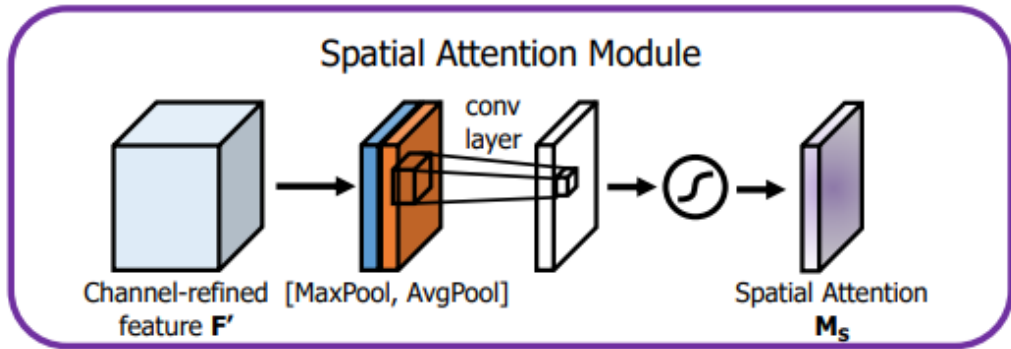 Spatial Attention Module
conv
layer
Channel-refined
feature F'
[MaxPool, AvgPool]
Spatial Attention
Ms